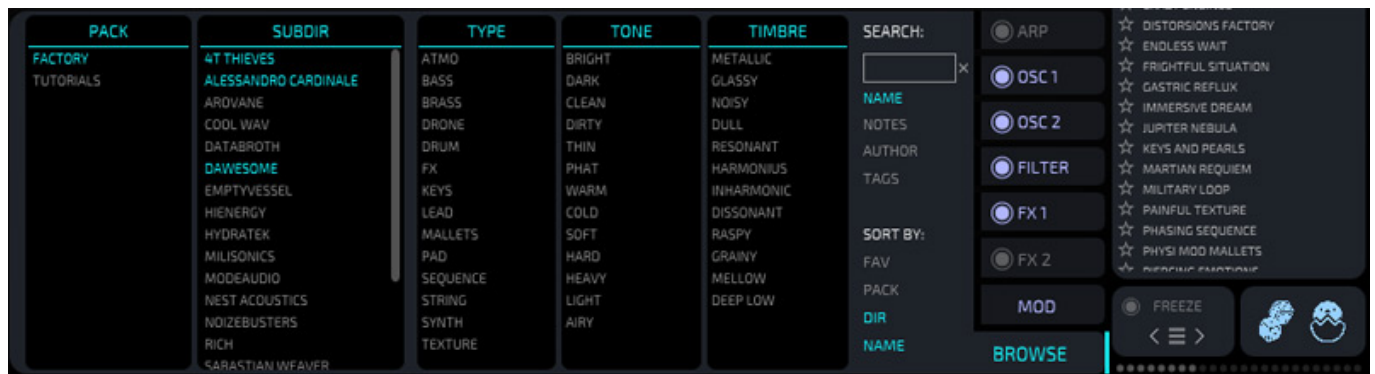 PACK
FACTORY
TUTORIALS
SUBDIR
4T THIEVES
ALESSANDRO CARDINALE
AROVANE
COOL WAV
DATABROTH
DAWESOME
EMPTYVESSEL
HIENERGY
HYDRATEK
MILISONICS
MODEAUDIO
NEST ACOUSTICS
NOIZEBUSTERS
RICH
SABASTIAN WEAVER
TYPE
ATMO
BASS
BRASS
DRONE
DRUM
FX
KEYS
LEAD
MALLETS
PAD
SEQUENCE
STRING
SYNTH
TEXTURE
TONE
BRIGHT
DARK
CLEAN
DIRTY
THIN
PHAT
WARM
COLD
SOFT
HARD
HEAVY
LIGHT
AIRY
TIMBRE
METALLIC
GLASSY
NOISY
DULL
RESONANT
HARMONIUS
INHARMONIC
DISSONANT
RASPY
GRAINY
MELLOW
DEEP LOW
SEARCH:
×
NAME
NOTES
AUTHOR
TAGS
SORT BY:
FAV
PACK
DIR
NAME
ARP
OSC 1
OSC 2
FILTER
FX 1
FX 2
MOD
BROWSE
DISTORSIONS FACTORY
ENDLESS WAIT
FRIGHTFUL SITUATION
GASTRIC REFLUX
IMMERSIVE DREAM
JUPITER NEBULA
KEYS AND PEARLS
MARTIAN REQUIEM
MILITARY LOOP
PAINFUL TEXTURE
PHASING SEQUENCE
PHYSI MOD MALLETS
PIERCING EMOTIONS
FREEZE